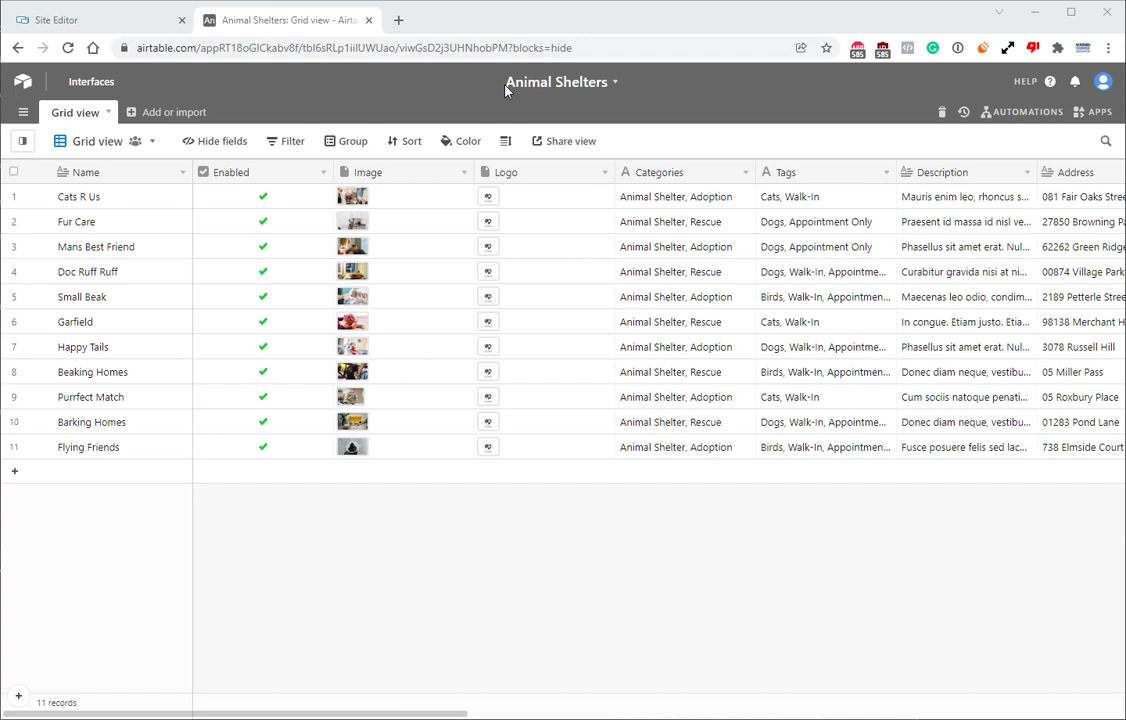 Site Editor
Animal Shelters: Grid view - Airta
airtable.com/appRT18oGlCkabv8f/tbl6sRLp1iilUWUao/viwGsD2j3UHNhobPM?blocks=hide
585
585
Interfaces
Animal Shelters
HELP
Grid view
Add or import
AUTOMATIONS
APPS
Grid view
Hide fields
Filter
Group
Sort
Color
Share view
Name Enabled Image Logo Categories Tags Description Address
1 Cats R Us Animal Shelter, Adoption Cats, Walk-In Mauris enim leo, rhoncus s... 081 Fair Oaks Stree
2 Fur Care Animal Shelter, Rescue Dogs, Appointment Only Praesent id massa id nisl ve... 27850 Browning Pa
3 Mans Best Friend Animal Shelter, Adoption Dogs, Appointment Only Phasellus sit amet erat. Nul... 62262 Green Ridge
4 Doc Ruff Ruff Animal Shelter, Rescue Dogs, Walk-In, Appointme... Curabitur gravida nisi at ni... 00874 Village Park
5 Small Beak Animal Shelter, Adoption Birds, Walk-In, Appointmen... Maecenas leo odio, condim... 2189 Petterle Stree
6 Garfield Animal Shelter, Rescue Cats, Walk-In In congue. Etiam justo. Etia... 98138 Merchant H
7 Happy Tails Animal Shelter, Adoption Dogs, Walk-In, Appointme... Phasellus sit amet erat. Nul... 3078 Russell Hill
8 Beaking Homes Animal Shelter, Rescue Birds, Walk-In, Appointmen... Donec diam neque, vestibu... 05 Miller Pass
9 Purrfect Match Animal Shelter, Adoption Cats, Walk-In Cum sociis natoque penati... 05 Roxbury Place
10 Barking Homes Animal Shelter, Rescue Dogs, Walk-In, Appointme... Donec diam neque, vestibu... 01283 Pond Lane
11 Flying Friends Animal Shelter, Adoption Birds, Walk-In, Appointmen... Fusce posuere felis sed lac... 738 Elmside Court
11 records